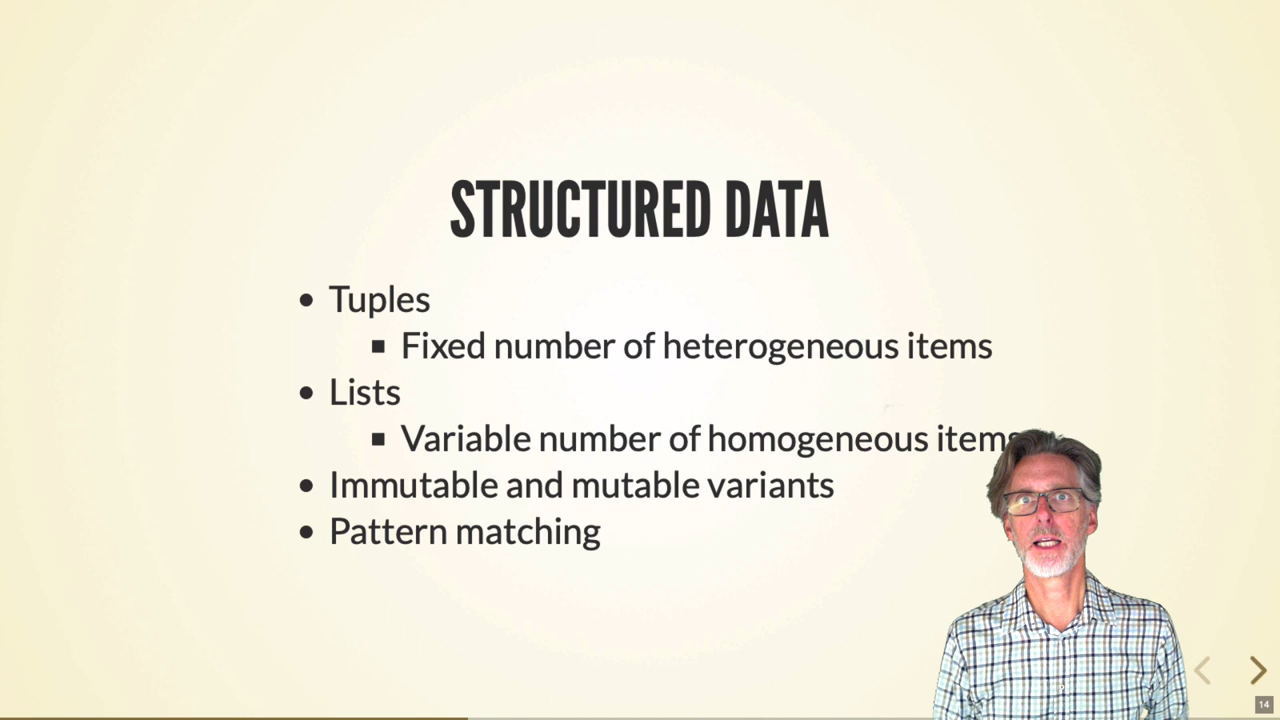 STRUCTURED DATA
Tuples
Fixed number of heterogeneous items
Lists
Variable number of homogeneous items
Immutable and mutable variants
Pattern matching
14